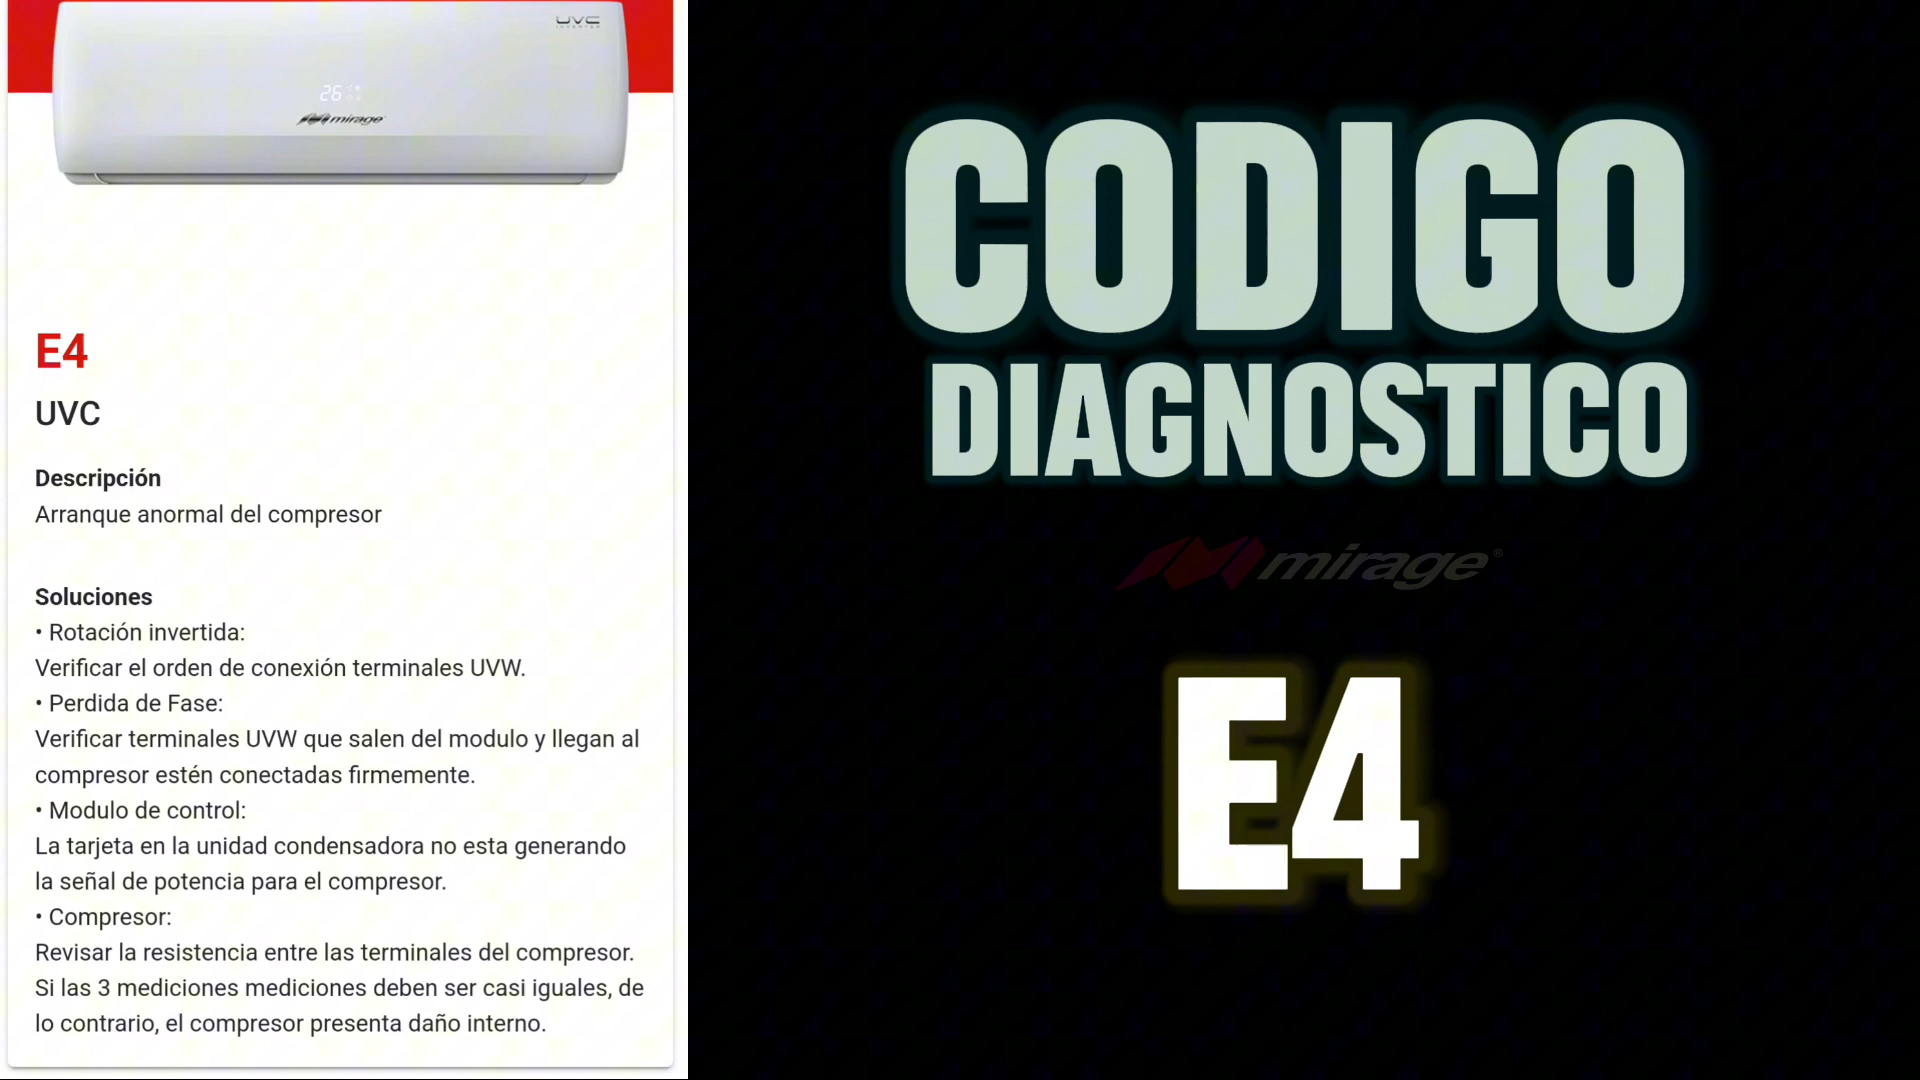 UVC
INVERTER
26
mirage
E4
UVC
Descripción
Arranque anormal del compresor
Soluciones
• Rotación invertida:
Verificar el orden de conexión terminales UVW.
• Perdida de Fase:
Verificar terminales UVW que salen del modulo y llegan al
compresor estén conectadas firmemente.
• Modulo de control:
La tarjeta en la unidad condensadora no esta generando
la señal de potencia para el compresor.
• Compresor:
Revisar la resistencia entre las terminales del compresor.
Si las 3 mediciones mediciones deben ser casi iguales, de
lo contrario, el compresor presenta daño interno.
CODIGO
DIAGNOSTICO
mirage®
E4